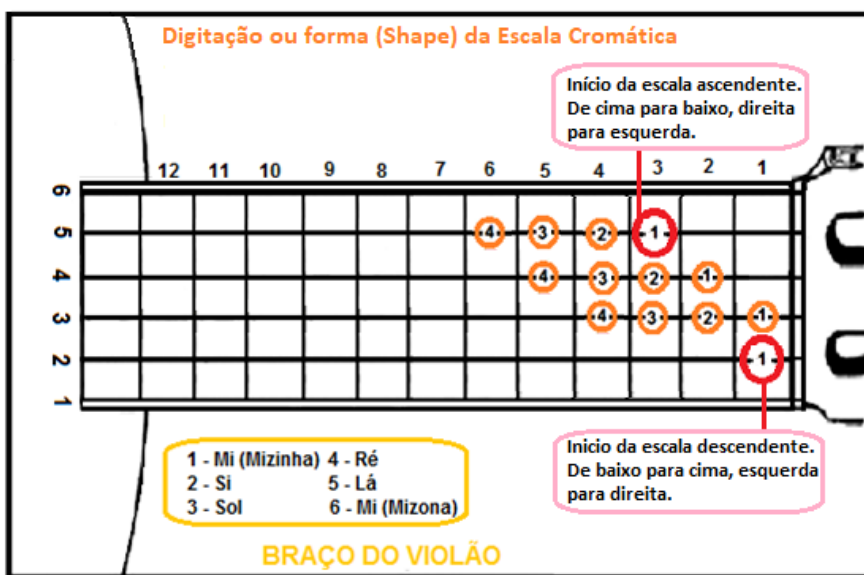 Digitação ou forma (Shape) da Escala Cromática
Início da escala ascendente.
De cima para baixo, direita
para esquerda.
12 11 10 9 8 7 6 5 4 3 2 1
6
5 4 3 2 1
4 4 3 2 1
3 4 3 2 1
2 1
1
1 - Mi (Mizinha) 4 - Ré
2 - Si 5 - Lá
3 - Sol 6 - Mi (Mizona)
Inicio da escala descendente.
De baixo para cima, esquerda
para direita.
BRAÇO DO VIOLÃO